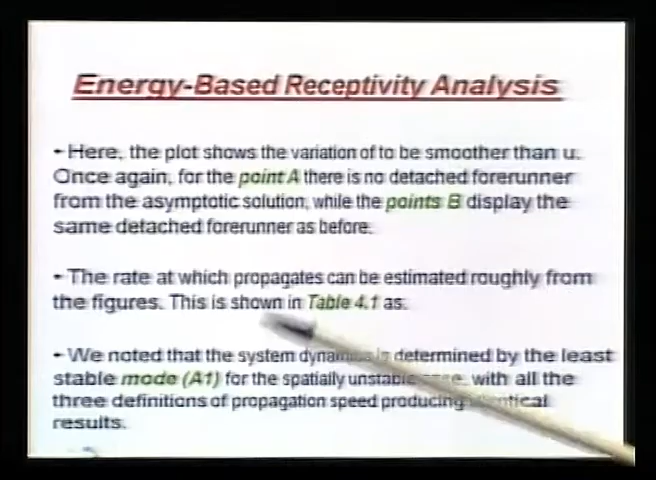 Energy-Based Receptivity Analysis
- Here, the plot shows the variation of to be smoother than u.
Once again, for the point A there is no detached forerunner
from the asymptotic solution, while the points B display the
same detached forerunner as before.
- The rate at which propagates can be estimated roughly from
the figures. This is shown in Table 4.1 as.
- We noted that the system dynamics is determined by the least
stable mode (A1) for the spatially unstable with all the
three definitions of propagation speed producing identical
results.